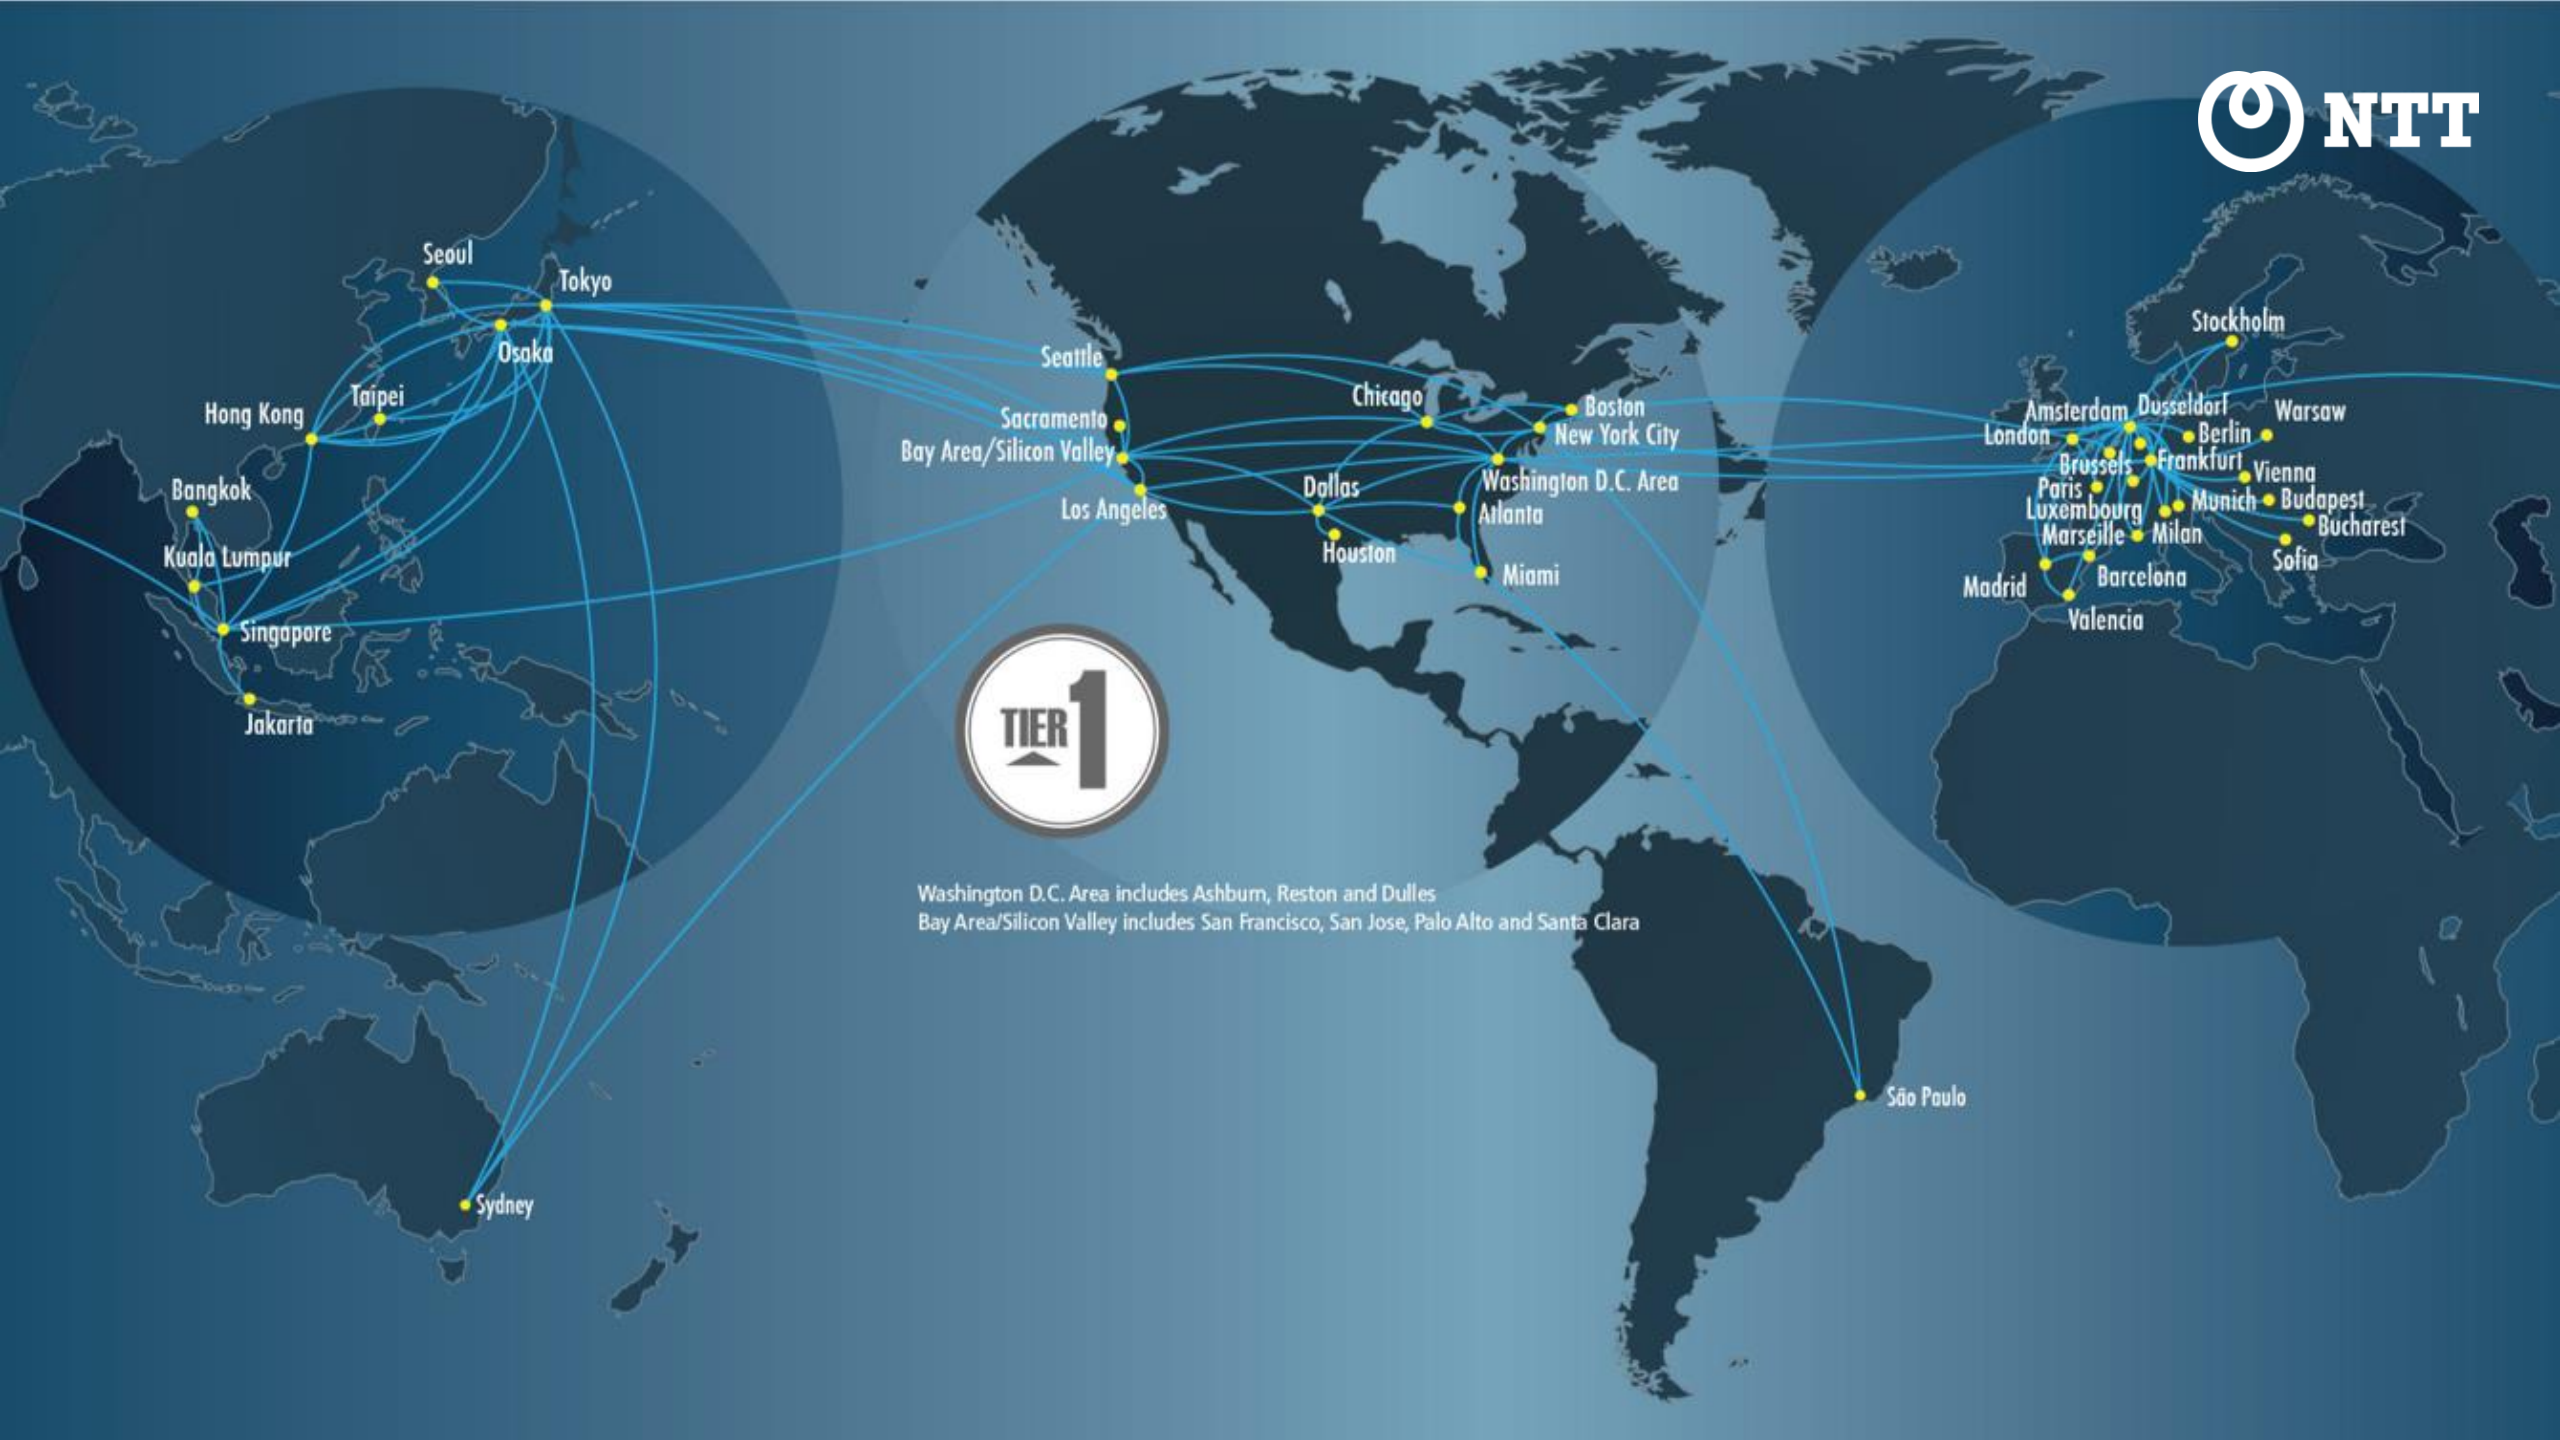 NTT
Seoul
Tokyo
Osaka
Taipei
Hong Kong
Bangkok
Kuala Lumpur
Singapore
Jakarta
Sydney
Seattle
Sacramento
Bay Area/Silicon Valley
Los Angeles
Chicago
Dallas
Houston
Boston
New York City
Washington D.C. Area
Atlanta
Miami
São Paulo
Stockholm
Amsterdam
Dusseldorf
Warsaw
London
Berlin
Brussels
Frankfurt
Vienna
Paris
Munich
Budapest
Luxembourg
Bucharest
Marseille
Milan
Sofia
Madrid
Barcelona
Valencia
TIER 1
Washington D.C. Area includes Ashburn, Reston and Dulles
Bay Area/Silicon Valley includes San Francisco, San Jose, Palo Alto and Santa Clara